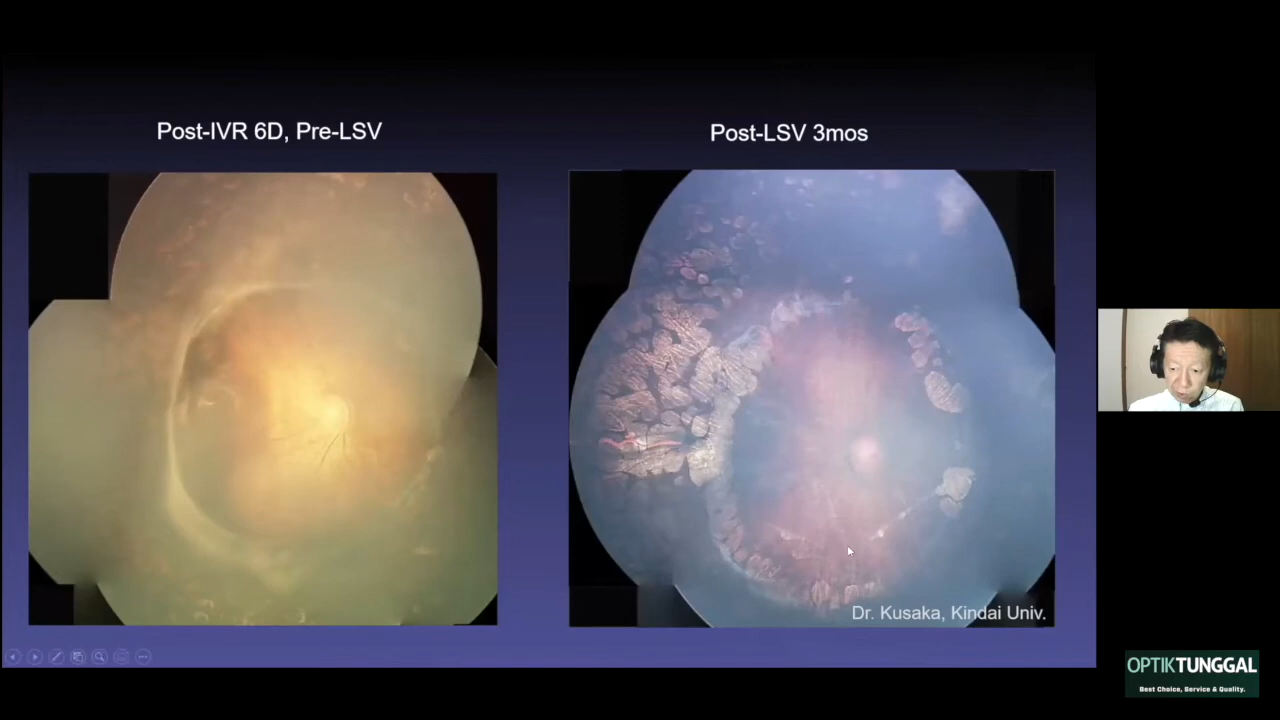 Post-IVR 6D, Pre-LSV
Post-LSV 3mos
Dr. Kusaka, Kindai Univ.
OPTIKTUNGGAL
Best Choice, Service & Quality.